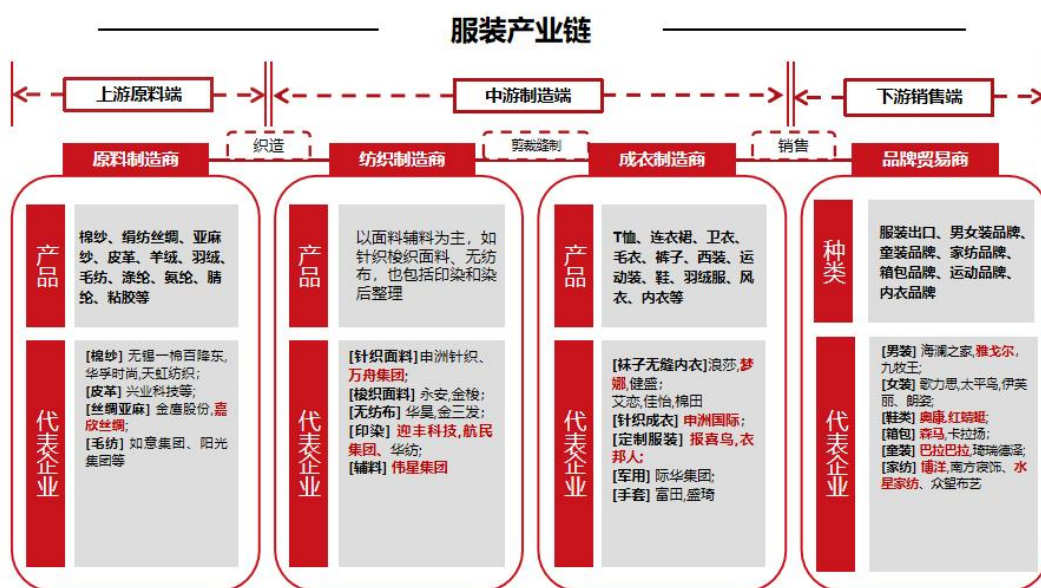 服装产业链
上游原料端
中游制造端
下游销售端
原料制造商
织造
纺织制造商
剪裁缝制
成衣制造商
销售
品牌贸易商
产品
棉纱、绢纺丝绸、亚麻
纱、皮革、羊绒、羽绒、
毛纺、涤纶、氨纶、腈
纶、粘胶等
代表企业
[棉纱] 无锡一棉百隆东,
华孚时尚,天虹纺织;
[皮革] 兴业科技等;
[丝绸亚麻] 金鹰股份,嘉
欣丝绸;
[毛纺] 如意集团、阳光
集团等
产品
以面料辅料为主，如
针织梭织面料、无纺
布，也包括印染和染
后整理
代表企业
[针织面料]申洲针织、
万舟集团;
[梭织面料] 永安,金梭;
[无纺布] 华昊,金三发;
[印染] 迎丰科技,航民
集团、华纺;
[辅料] 伟星集团
产品
T恤、连衣裙、卫衣、
毛衣、裤子、西装、运
动装、鞋、羽绒服、风
衣、内衣等
代表企业
[袜子无缝内衣]浪莎,梦
娜,健盛;
艾恋,佳怡,棉田
[针织成衣] 申洲国际;
[定制服装] 报喜鸟,衣
邦人;
[军用] 际华集团;
[手套] 富田,盛琦
种类
服装出口、男女装品牌、
童装品牌、家纺品牌、
箱包品牌、运动品牌、
内衣品牌
代表企业
[男装] 海澜之家,雅戈尔,
九牧王;
[女装] 歌力思,太平鸟,伊芙
丽、朗姿;
[鞋类] 奥康,红蜻蜓;
[箱包] 森马,卡拉扬;
[童装] 巴拉巴拉,琦瑞德泽;
[家纺] 博洋,南方寝饰、水
星家纺、众望布艺